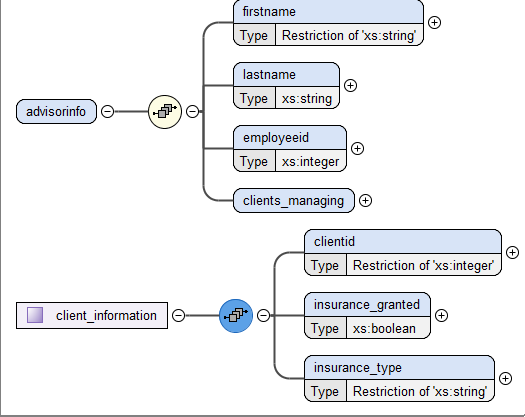 firstname
Type Restriction of 'xs:string'
lastname
Type xs:string
advisorinfo
employeeid
Type xs:integer
clients_managing
clientid
Type Restriction of 'xs:integer'
client_information
insurance_granted
Type xs:boolean
insurance_type
Type Restriction of 'xs:string'